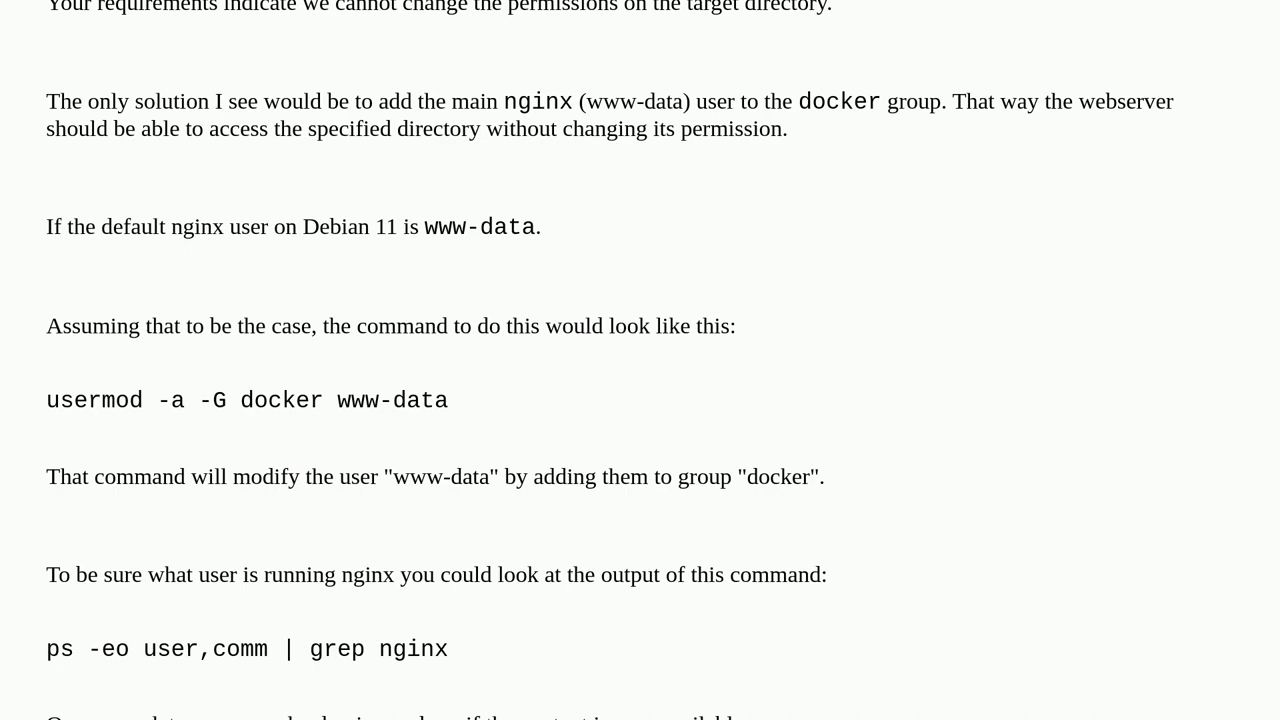 Your requirements indicate we cannot change the permissions on the target directory.
The only solution I see would be to add the main nginx (www-data) user to the docker group. That way the webserver
should be able to access the specified directory without changing its permission.
If the default nginx user on Debian 11 is www-data.
Assuming that to be the case, the command to do this would look like this:
usermod -a -G docker www-data
That command will modify the user "www-data" by adding them to group "docker".
To be sure what user is running nginx you could look at the output of this command:
ps -eo user,comm | grep nginx